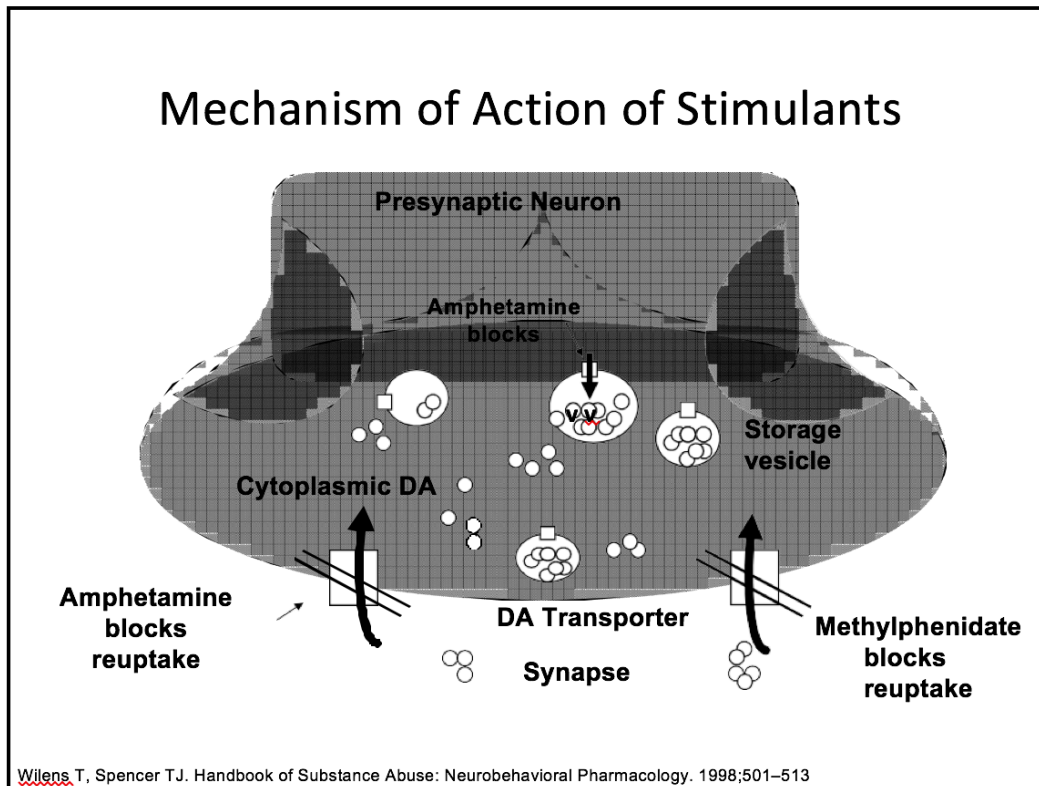 Mechanism of Action of Stimulants
Presynaptic Neuron
Amphetamine
blocks
v v
Storage
vesicle
Cytoplasmic DA
Amphetamine
blocks
reuptake
DA Transporter
Synapse
Methylphenidate
blocks
reuptake
Wilens T, Spencer TJ. Handbook of Substance Abuse: Neurobehavioral Pharmacology. 1998;501–513